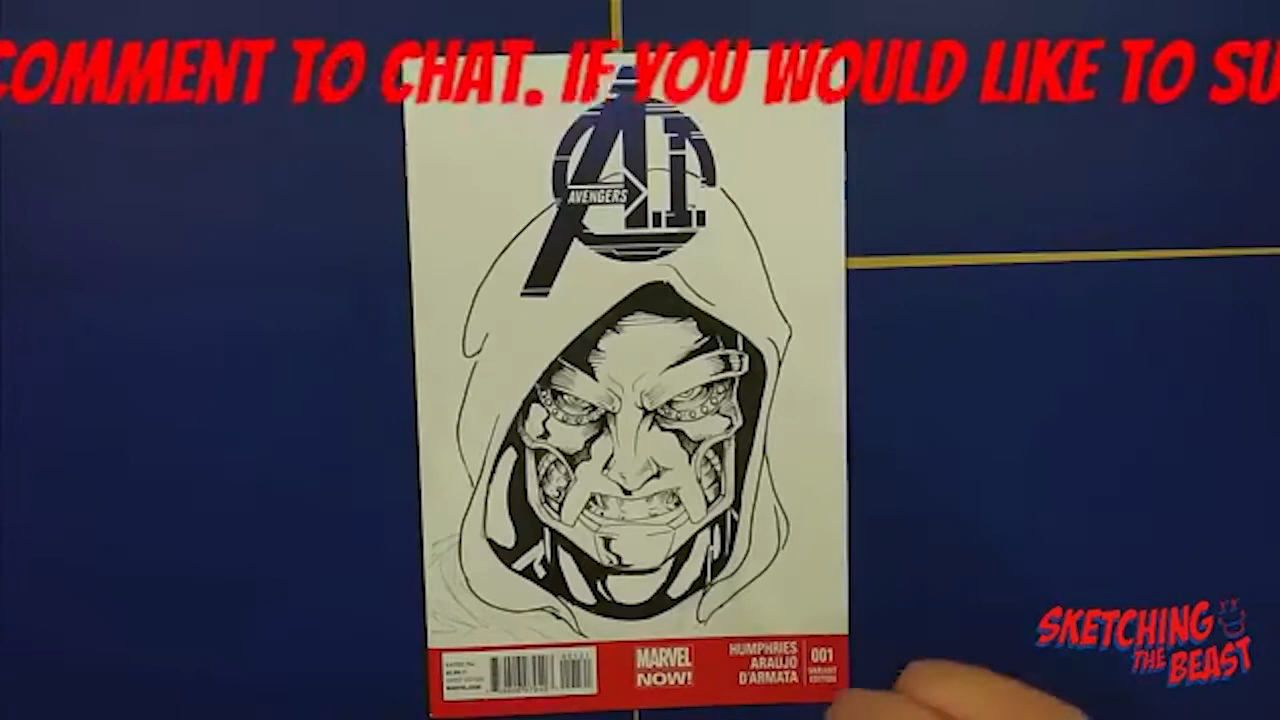 COMMENT TO CHAT. IF YOU WOULD LIKE TO SU
A.I.
AVENGERS
MARVEL
NOW!
HUMPHRIES
ARAUJO
D'ARMATA
001
VARIANT
EDITION
SKETCHING
THE BEAST